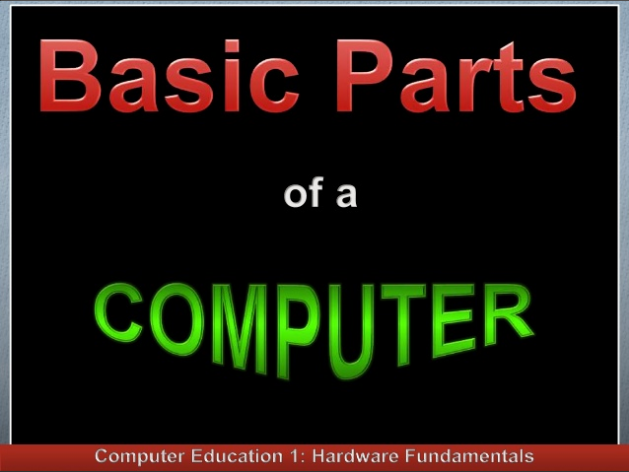 Basic Parts
of a
COMPUTER
Computer Education 1: Hardware Fundamentals